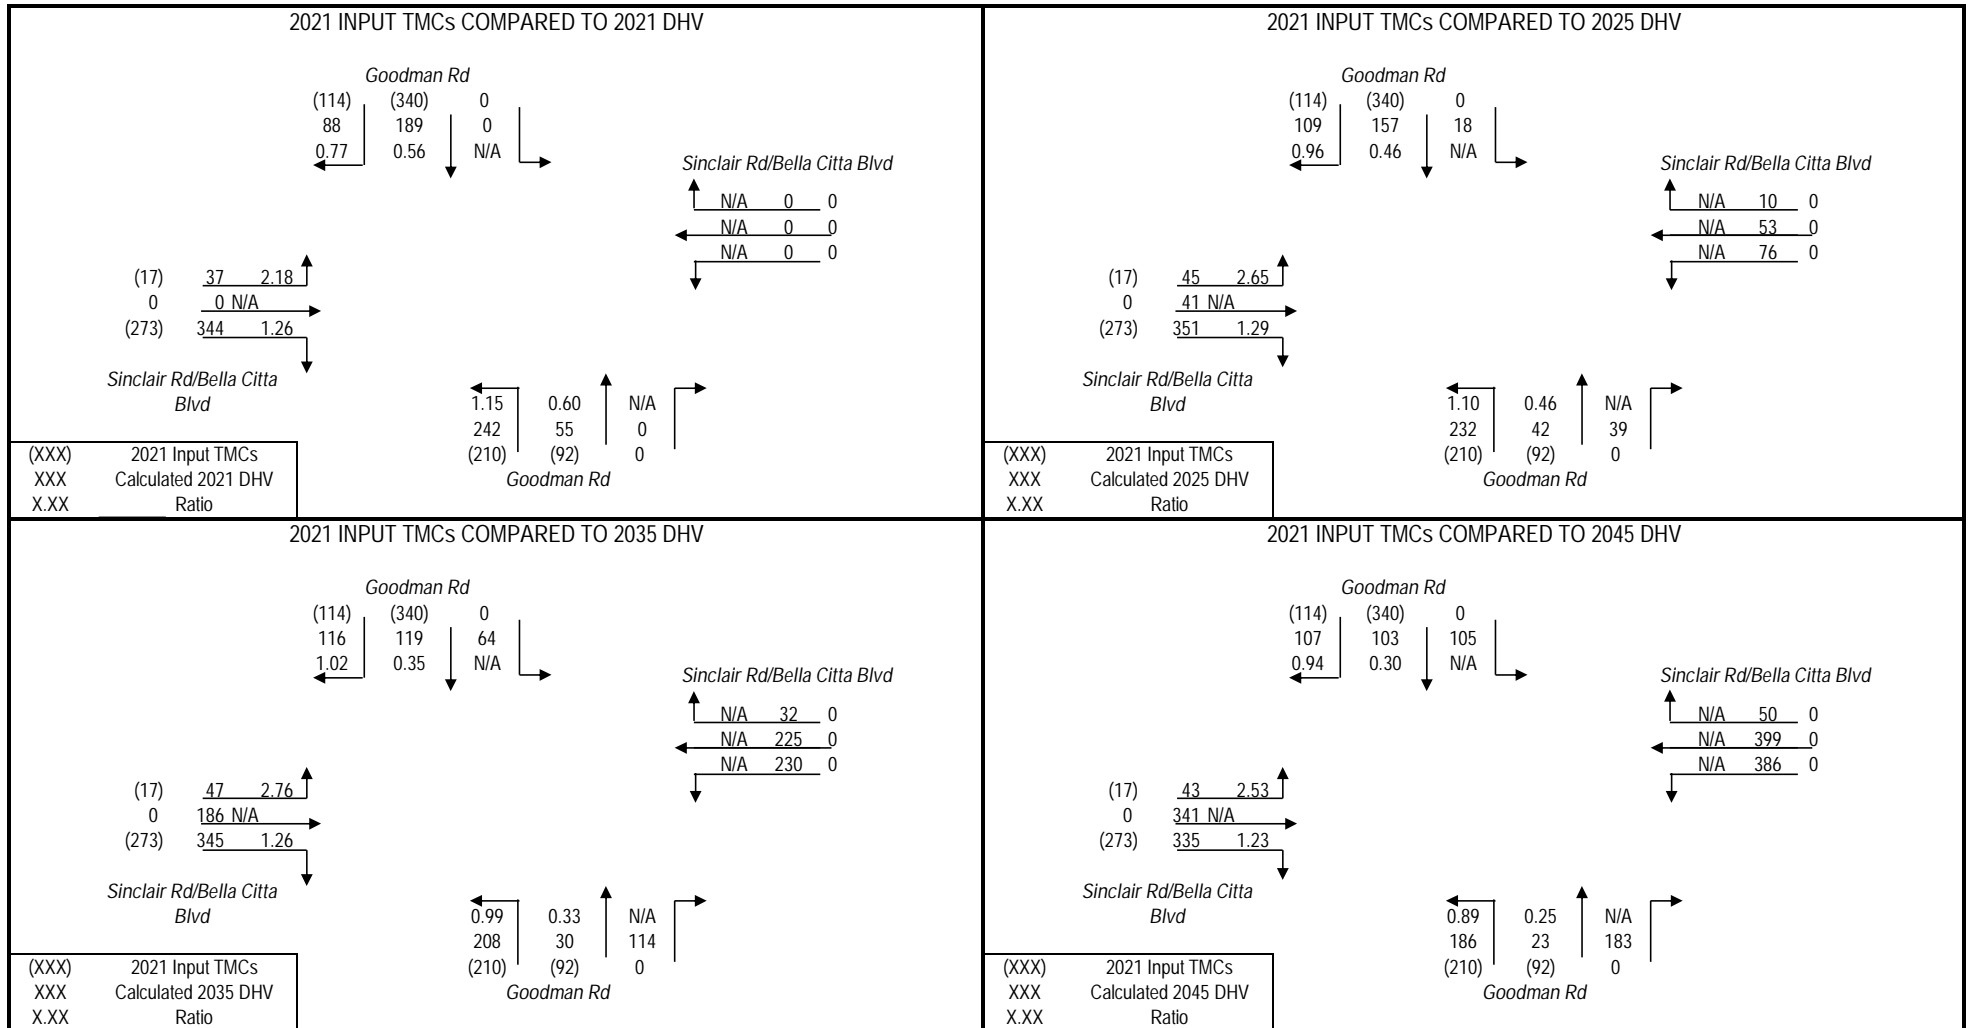 2021 INPUT TMCs COMPARED TO 2021 DHV
Goodman Rd
(114) (340) 0
88 189 0
0.77 0.56 N/A
Sinclair Rd/Bella Citta Blvd
N/A 0 0
N/A 0 0
N/A 0 0
(17) 37 2.18
0 0 N/A
(273) 344 1.26
Sinclair Rd/Bella Citta
Blvd
1.15 0.60 N/A
242 55 0
(210) (92) 0
Goodman Rd
(XXX) 2021 Input TMCs
XXX Calculated 2021 DHV
X.XX Ratio
2021 INPUT TMCs COMPARED TO 2025 DHV
Goodman Rd
(114) (340) 0
109 157 18
0.96 0.46 N/A
Sinclair Rd/Bella Citta Blvd
N/A 10 0
N/A 53 0
N/A 76 0
(17) 45 2.65
0 41 N/A
(273) 351 1.29
Sinclair Rd/Bella Citta
Blvd
1.10 0.46 N/A
232 42 39
(210) (92) 0
Goodman Rd
(XXX) 2021 Input TMCs
XXX Calculated 2025 DHV
X.XX Ratio
2021 INPUT TMCs COMPARED TO 2035 DHV
Goodman Rd
(114) (340) 0
116 119 64
1.02 0.35 N/A
Sinclair Rd/Bella Citta Blvd
N/A 32 0
N/A 225 0
N/A 230 0
(17) 47 2.76
0 186 N/A
(273) 345 1.26
Sinclair Rd/Bella Citta
Blvd
0.99 0.33 N/A
208 30 114
(210) (92) 0
Goodman Rd
(XXX) 2021 Input TMCs
XXX Calculated 2035 DHV
X.XX Ratio
2021 INPUT TMCs COMPARED TO 2045 DHV
Goodman Rd
(114) (340) 0
107 103 105
0.94 0.30 N/A
Sinclair Rd/Bella Citta Blvd
N/A 50 0
N/A 399 0
N/A 386 0
(17) 43 2.53
0 341 N/A
(273) 335 1.23
Sinclair Rd/Bella Citta
Blvd
0.89 0.25 N/A
186 23 183
(210) (92) 0
Goodman Rd
(XXX) 2021 Input TMCs
XXX Calculated 2045 DHV
X.XX Ratio